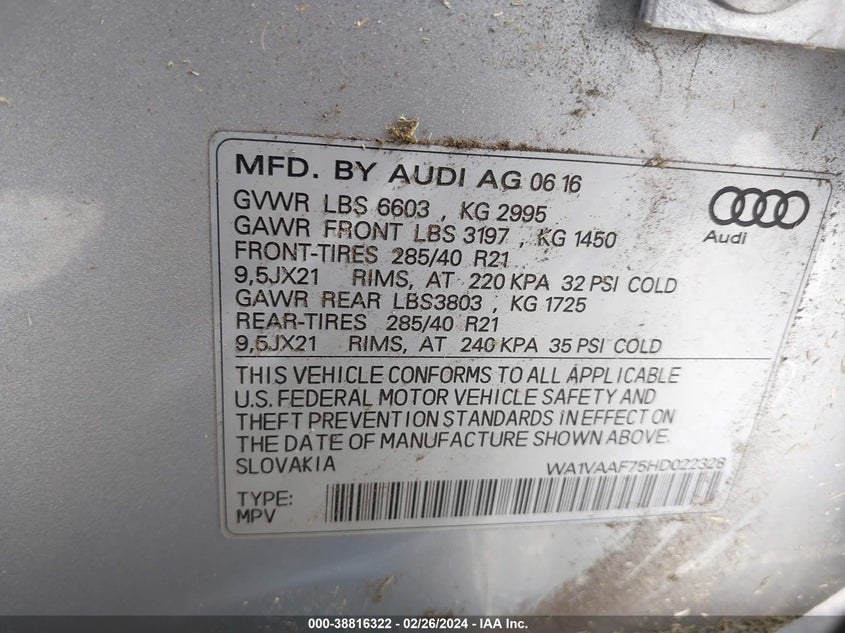 MFD. BY AUDI AG 06 16
GVWR LBS 6603 , KG 2995
GAWR FRONT LBS 3197 , KG 1450
FRONT-TIRES 285/40 R21
9,5JX21 RIMS, AT 220 KPA 32 PSI COLD
GAWR REAR LBS3803 , KG 1725
REAR-TIRES 285/40 R21
9,5JX21 RIMS, AT 240 KPA 35 PSI COLD
Audi
THIS VEHICLE CONFORMS TO ALL APPLICABLE
U.S. FEDERAL MOTOR VEHICLE SAFETY AND
THEFT PREVENTION STANDARDS IN EFFECT ON
THE DATE OF MANUFACTURE SHOWN ABOVE.
SLOVAKIA WA1VAAF75HD022328
TYPE:
MPV
000-38816322 — 02/26/2024 — IAA Inc.